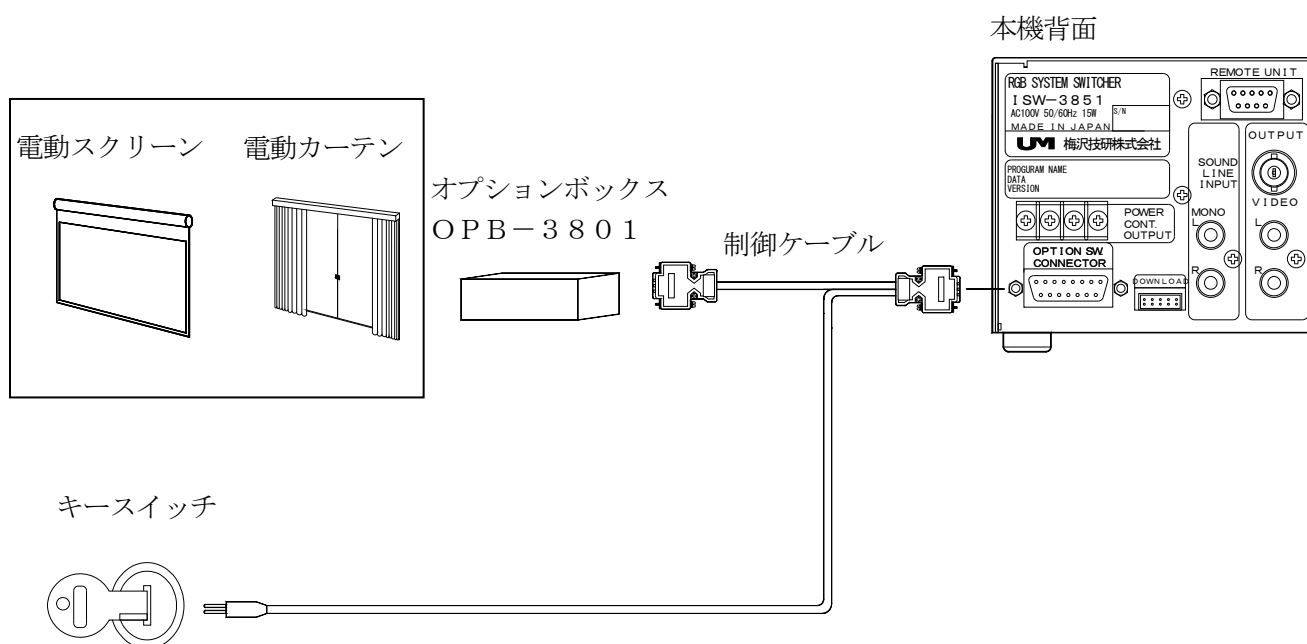 本機背面
電動スクリーン
電動カーテン
オプションボックス
OPB－3801
制御ケーブル
キースイッチ
RGB SYSTEM SWITCHER
ISW－3851
AC100V 50/60Hz 15W
S/N
MADE IN JAPAN
UM 梅沢技研株式会社
PROGURAM NAME
DATA
VERSION
POWER
CONT.
OUTPUT
OPTION SW.
CONNECTOR
DOWNLOAD
REMOTE UNIT
SOUND
LINE
INPUT
MONO
L
R
OUTPUT
VIDEO
L
R